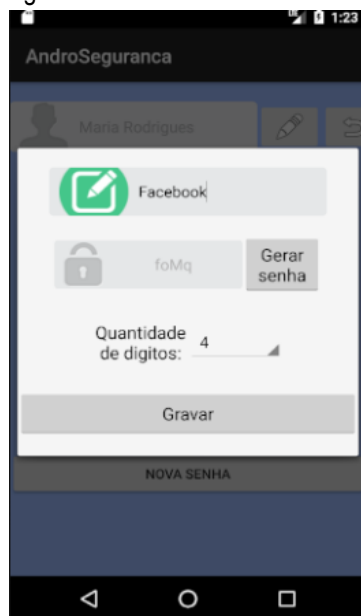 1:23
AndroSeguranca
Maria Rodrigues
Facebook
foMq
Gerar
senha
Quantidade
de digitos:
4
Gravar
NOVA SENHA